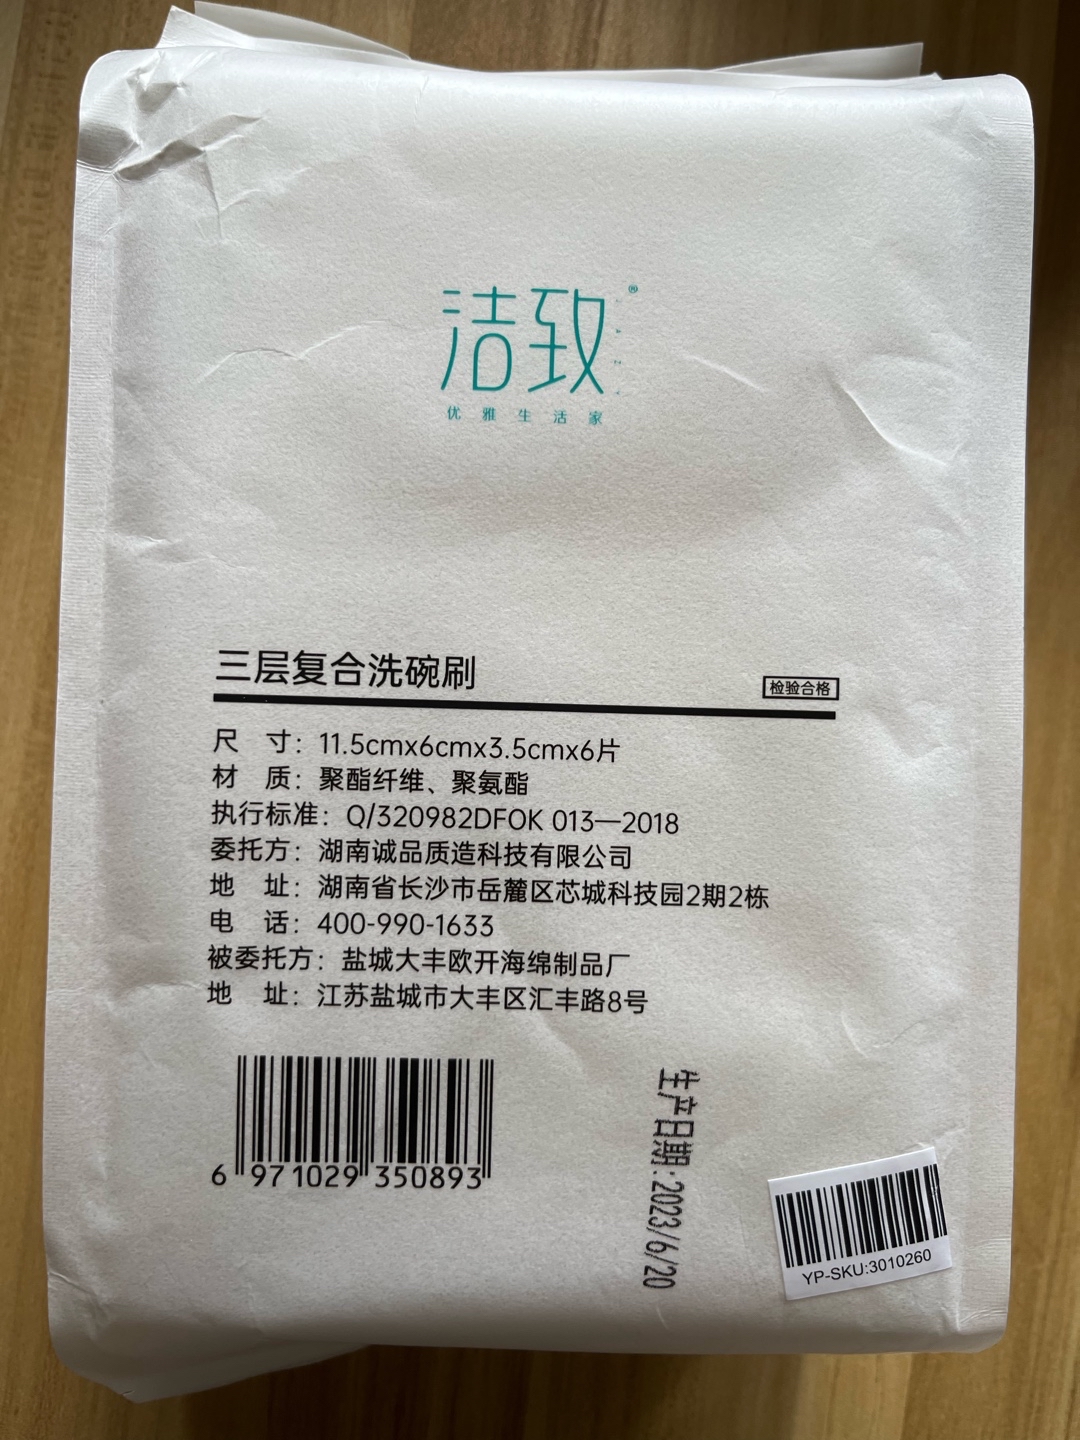 洁致®
优雅生活家
三层复合洗碗刷
检验合格
尺 寸：11.5cmx6cmx3.5cmx6片
材 质：聚酯纤维、聚氨酯
执行标准：Q/320982DFOK 013—2018
委托方：湖南诚品质造科技有限公司
地 址：湖南省长沙市岳麓区芯城科技园2期2栋
电 话：400-990-1633
被委托方：盐城大丰欧开海绵制品厂
地 址：江苏盐城市大丰区汇丰路8号
6 971029 350893
生产日期:2023/6/20
YP-SKU:3010260